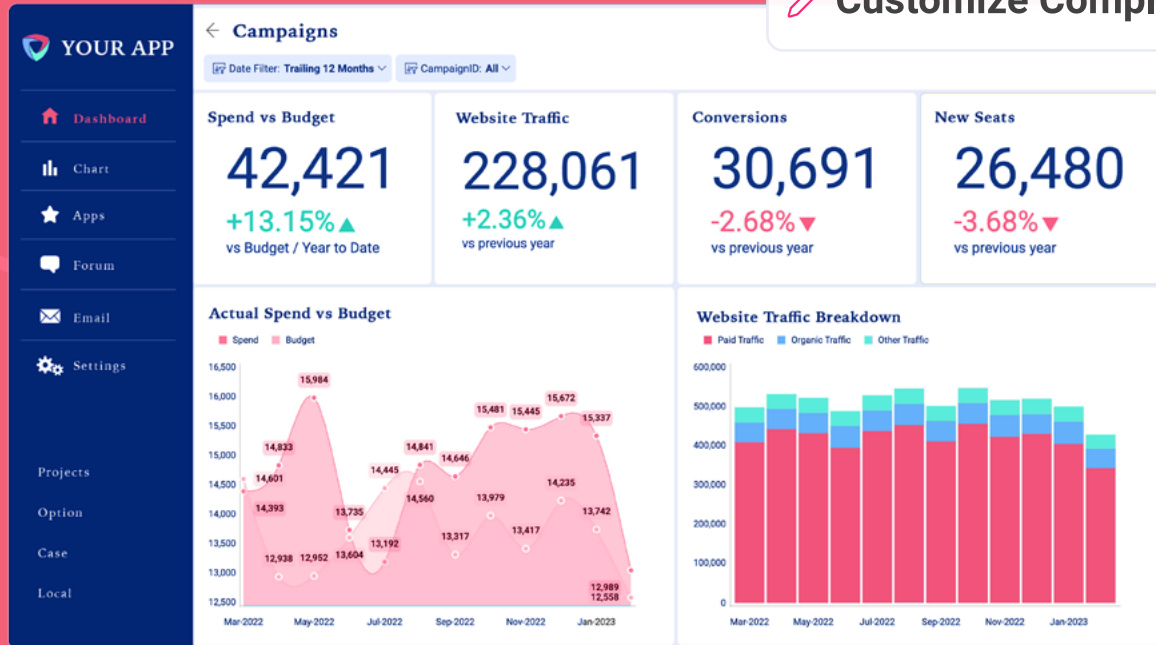 Customize
YOUR APP
Dashboard
Chart
Apps
Forum
Email
Settings
Projects
Option
Case
Local
Campaigns
Date Filter: Trailing 12 Months
CampaignID: All
Spend vs Budget
42,421
+13.15%▲
vs Budget / Year to Date
Website Traffic
228,061
+2.36%▲
vs previous year
Conversions
30,691
-2.68%▼
vs previous year
New Seats
26,480
-3.68%▼
vs previous year
Actual Spend vs Budget
Spend Budget
16,500
16,000
15,500
15,000
14,500
14,000
13,500
13,000
12,500
15,984
14,833
14,601
14,393
12,938
12,952
13,735
13,604
14,445
13,192
14,841
14,560
14,646
13,317
15,481
13,979
15,445
13,417
15,672
14,235
15,337
13,742
12,989
12,558
Mar-2022 May-2022 Jul-2022 Sep-2022 Nov-2022 Jan-2023
Website Traffic Breakdown
Paid Traffic Organic Traffic Other Traffic
600,000
500,000
400,000
300,000
200,000
100,000
0
Mar-2022 May-2022 Jul-2022 Sep-2022 Nov-2022 Jan-2023